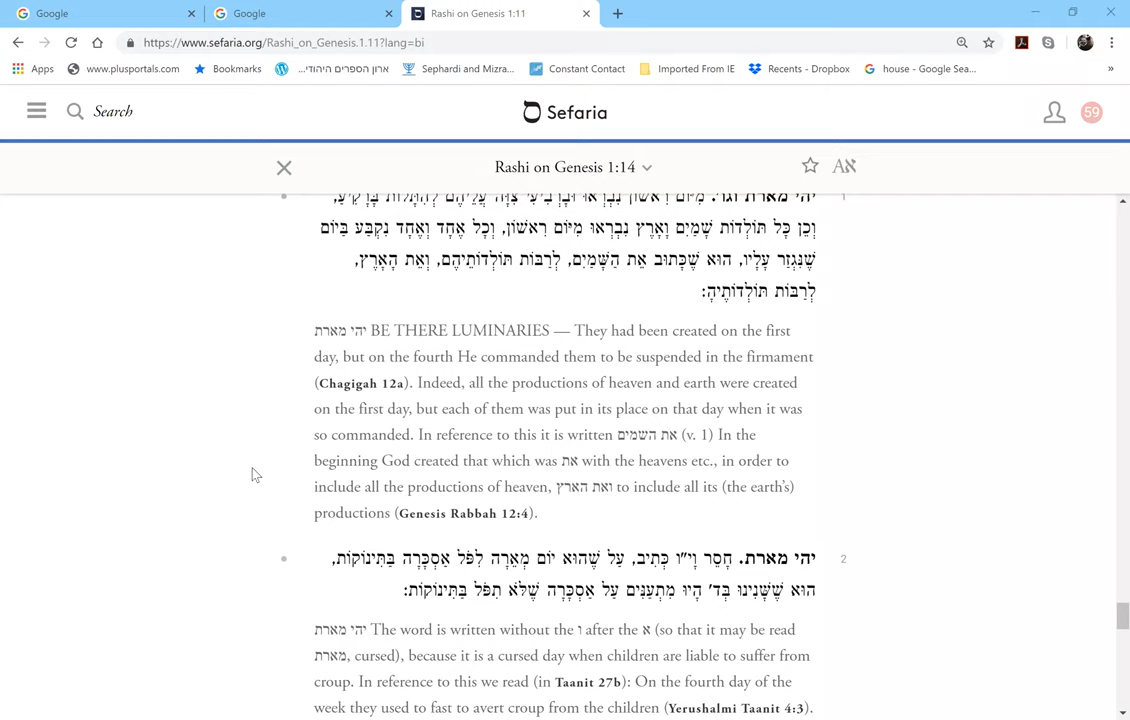 Google
Google
Rashi on Genesis 1:11
https://www.sefaria.org/Rashi_on_Genesis.1.11?lang=bi
Apps
www.plusportals.com
Bookmarks
ארון הספרים היהודי...
Sephardi and Mizra...
Constant Contact
Imported From IE
Recents - Dropbox
house - Google Sea...
»
Search
Sefaria
59
Rashi on Genesis 1:14
1
יהי מארת וגו'. מִיּוֹם רִאשׁוֹן נִבְרְאוּ וּבָרְבִיעִי צִוָּה עֲלֵיהֶם לְהִתָּלוֹת בָּרָקִיעַ,
וְכֵן כָּל תּוֹלְדוֹת שָׁמַיִם וָאָרֶץ נִבְרְאוּ מִיּוֹם רִאשׁוֹן, וְכָל אֶחָד וְאֶחָד נִקְבַּע בַּיּוֹם
שֶׁנִּגְזַר עָלָיו, הוּא שֶׁכָּתוּב אֵת הַשָּׁמַיִם, לְרַבּוֹת תּוֹלְדוֹתֵיהֶם, וְאֵת הָאָרֶץ,
לְרַבּוֹת תּוֹלְדוֹתֶיהָ:
יהי מארת BE THERE LUMINARIES — They had been created on the first
day, but on the fourth He commanded them to be suspended in the firmament
(Chagigah 12a). Indeed, all the productions of heaven and earth were created
on the first day, but each of them was put in its place on that day when it was
so commanded. In reference to this it is written את השמים (v. 1) In the
beginning God created that which was את with the heavens etc., in order to
include all the productions of heaven, ואת הארץ to include all its (the earth's)
productions (Genesis Rabbah 12:4).
2
יהי מארת. חָסֵר וָי"ו כְּתִיב, עַל שֶׁהוּא יוֹם מְאֵרָה לִפֹּל אַסְכָּרָה בַּתִּינוֹקוֹת,
הוּא שֶׁשָּׁנִינוּ בְּד' הָיוּ מִתְעַנִּים עַל אַסְכָּרָה שֶׁלֹּא תִפֹּל בַּתִּינוֹקוֹת:
יהי מארת The word is written without the ו after the א (so that it may be read
מארת, cursed), because it is a cursed day when children are liable to suffer from
croup. In reference to this we read (in Taanit 27b): On the fourth day of the
week they used to fast to avert croup from the children (Yerushalmi Taanit 4:3).